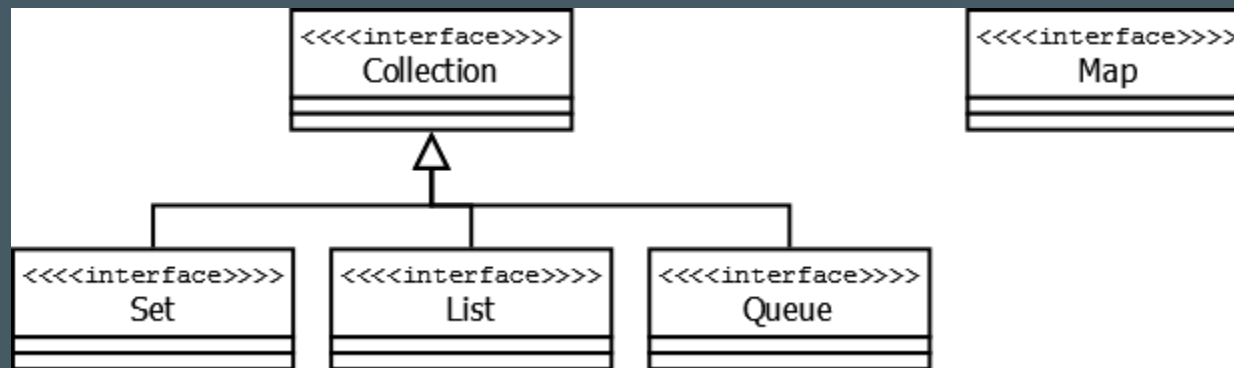 <<<<interface>>>>
Collection
<<<<interface>>>>
Map
<<<<interface>>>>
Set
<<<<interface>>>>
List
<<<<interface>>>>
Queue